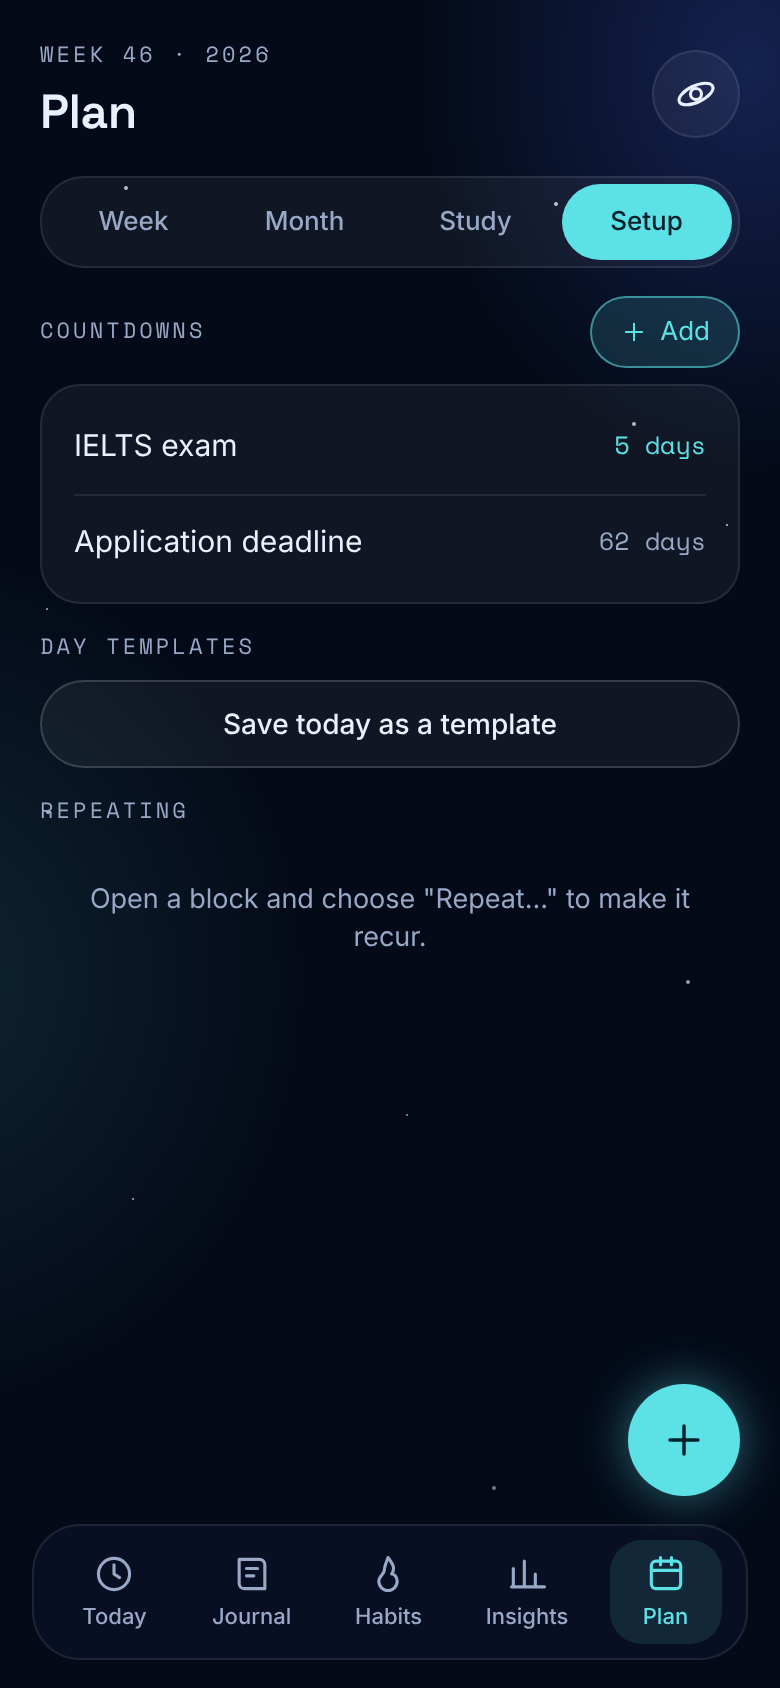 WEEK 46 · 2026
Plan
Week Month Study Setup
COUNTDOWNS
+ Add
IELTS exam 5 days
Application deadline 62 days
DAY TEMPLATES
Save today as a template
REPEATING
Open a block and choose "Repeat..." to make it
recur.
Today Journal Habits Insights Plan